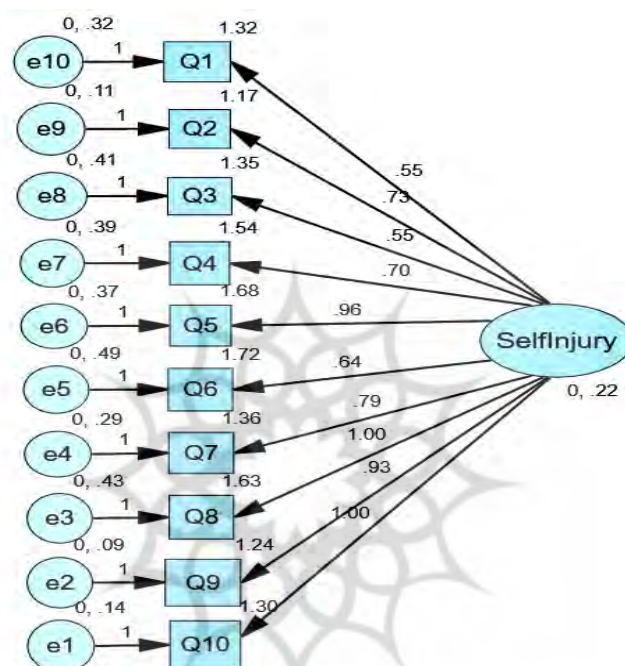 0, .32
1.32
e10
1
Q1
0, .11
1.17
e9
1
Q2
.55
0, .41
1.35
.73
e8
1
Q3
0, .39
1.54
.55
e7
1
Q4
.70
0, .37
1.68
e6
1
Q5
.96
SelfInjury
0, .49
1.72
.64
0, .22
e5
1
Q6
0, .29
1.36
.79
e4
1
Q7
1.00
0, .43
1.63
.93
e3
1
Q8
1.00
0, .09
1.24
e2
1
Q9
0, .14
1.30
e1
1
Q10